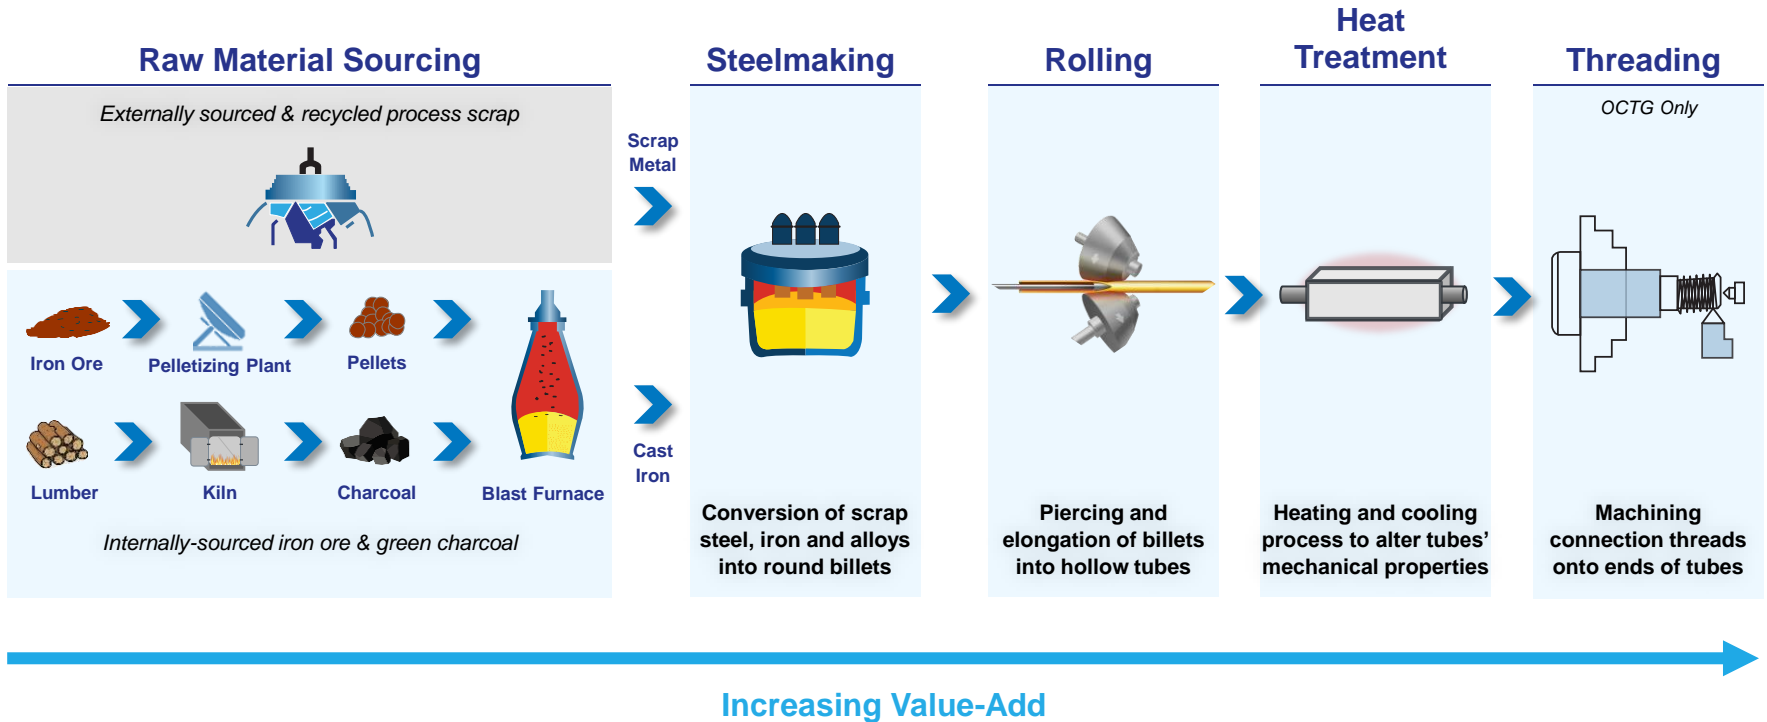 Raw Material Sourcing
Externally sourced & recycled process scrap
Iron Ore
Pelletizing Plant
Pellets
Lumber
Kiln
Charcoal
Blast Furnace
Internally-sourced iron ore & green charcoal
Scrap
Metal
Cast
Iron
Steelmaking
Conversion of scrap
steel, iron and alloys
into round billets
Rolling
Piercing and
elongation of billets
into hollow tubes
Heat
Treatment
Heating and cooling
process to alter tubes’
mechanical properties
Threading
OCTG Only
Machining
connection threads
onto ends of tubes
Increasing Value-Add